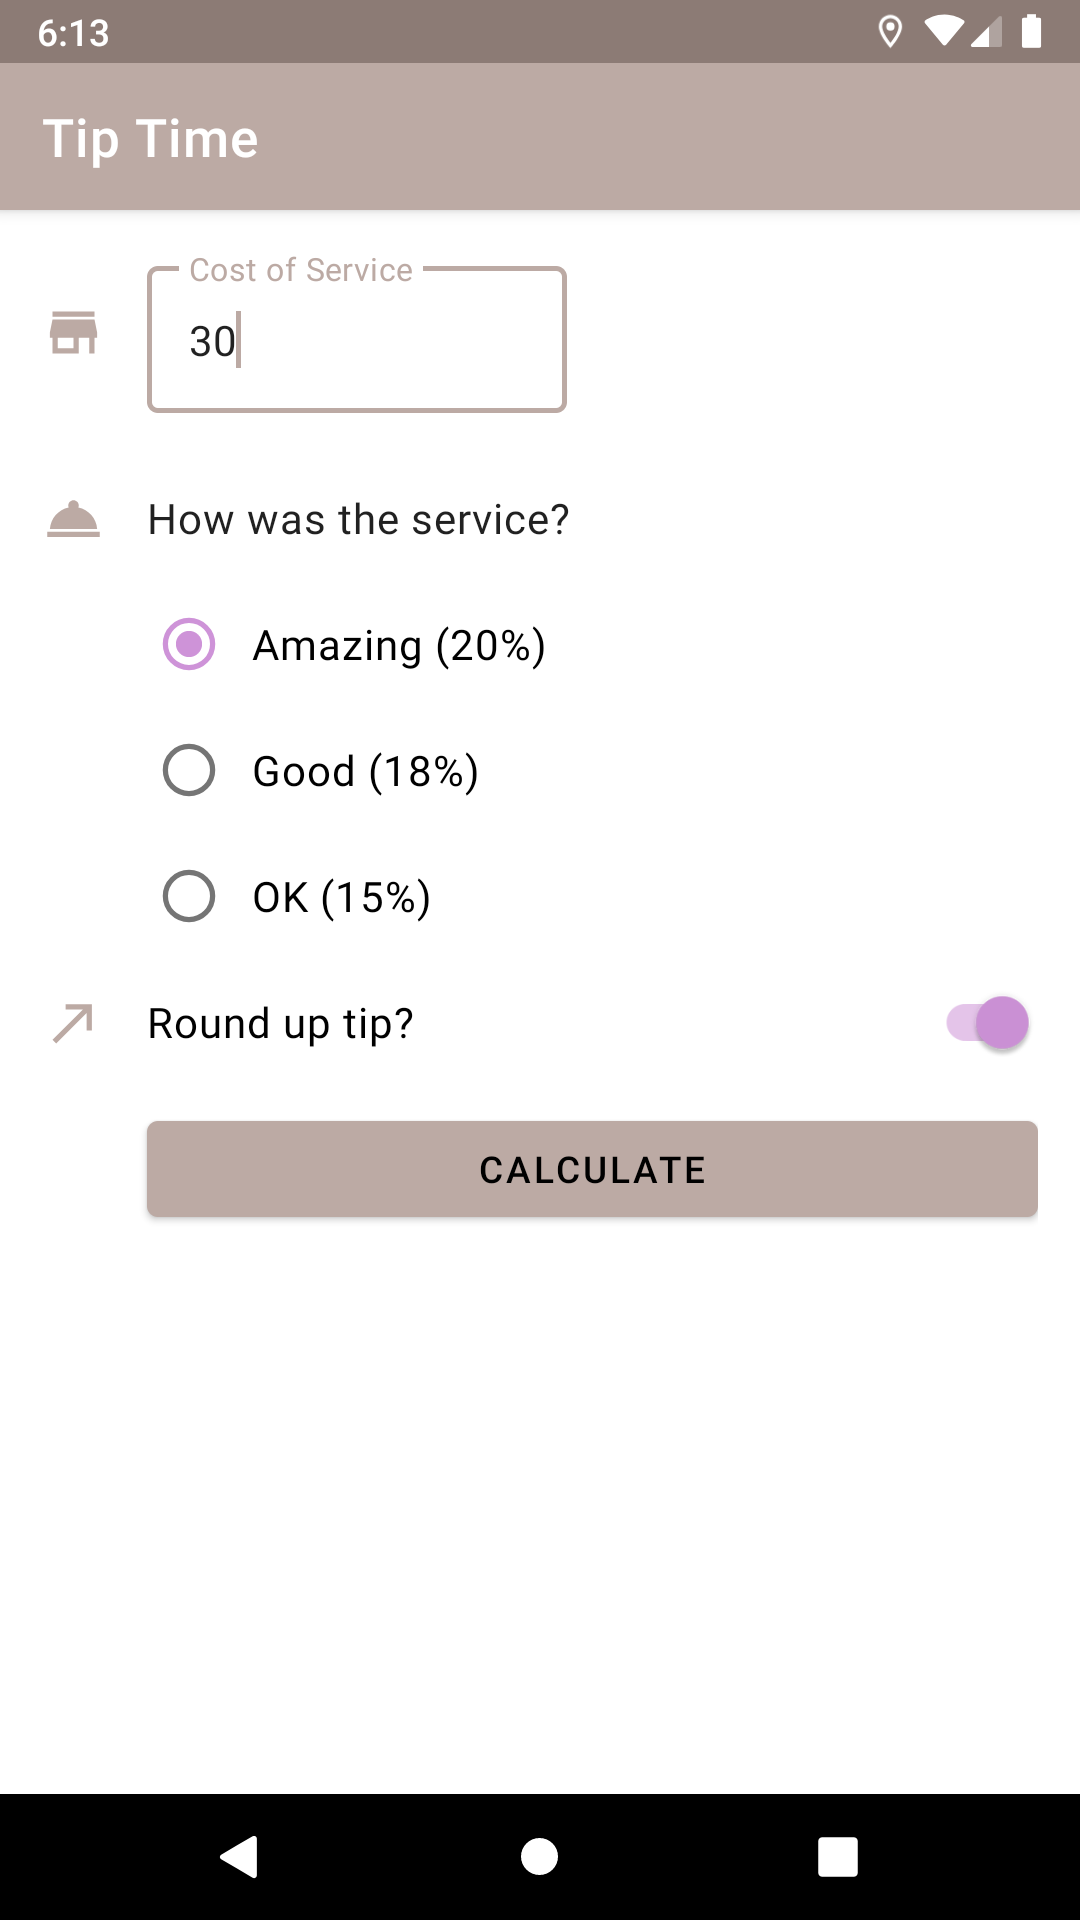 6:13
Tip Time
Cost of Service
30
How was the service?
Amazing (20%)
Good (18%)
OK (15%)
Round up tip?
CALCULATE